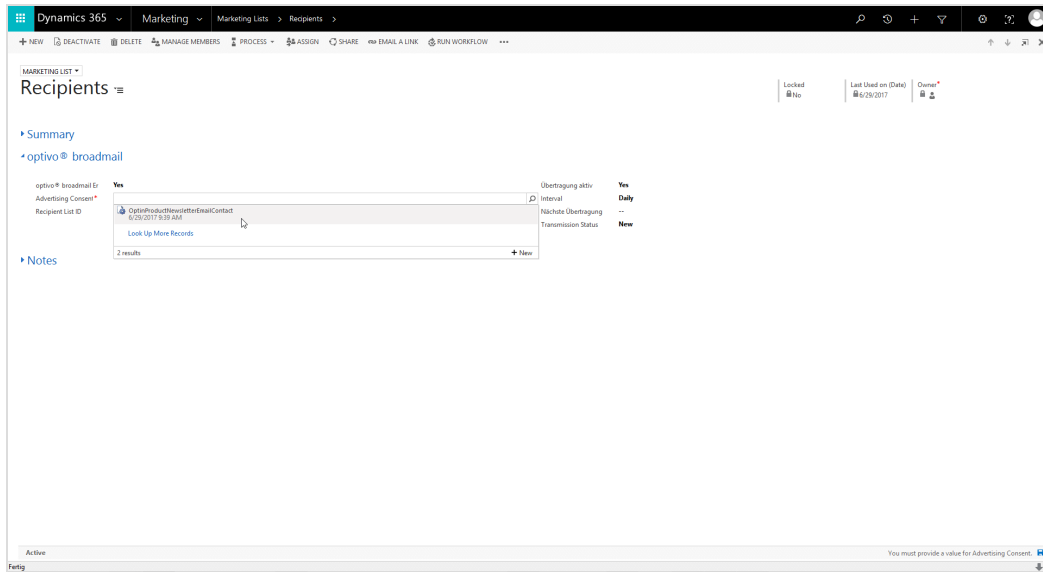 Dynamics 365 Marketing Marketing Lists > Recipients >
+ NEW DEACTIVATE DELETE MANAGE MEMBERS PROCESS ASSIGN SHARE EMAIL A LINK RUN WORKFLOW •••
MARKETING LIST
Recipients
Locked
No
Last Used on (Date)
6/29/2017
Owner*
Summary
optivo® broadmail
optivo® broadmail Er Yes
Advertising Consent*
Recipient List ID
OptinProductNewsletterEmailContact
6/29/2017 9:39 AM
Look Up More Records
2 results + New
Übertragung aktiv Yes
Interval Daily
Nächste Übertragung --
Transmission Status New
Notes
Active You must provide a value for Advertising Consent.
Fertig